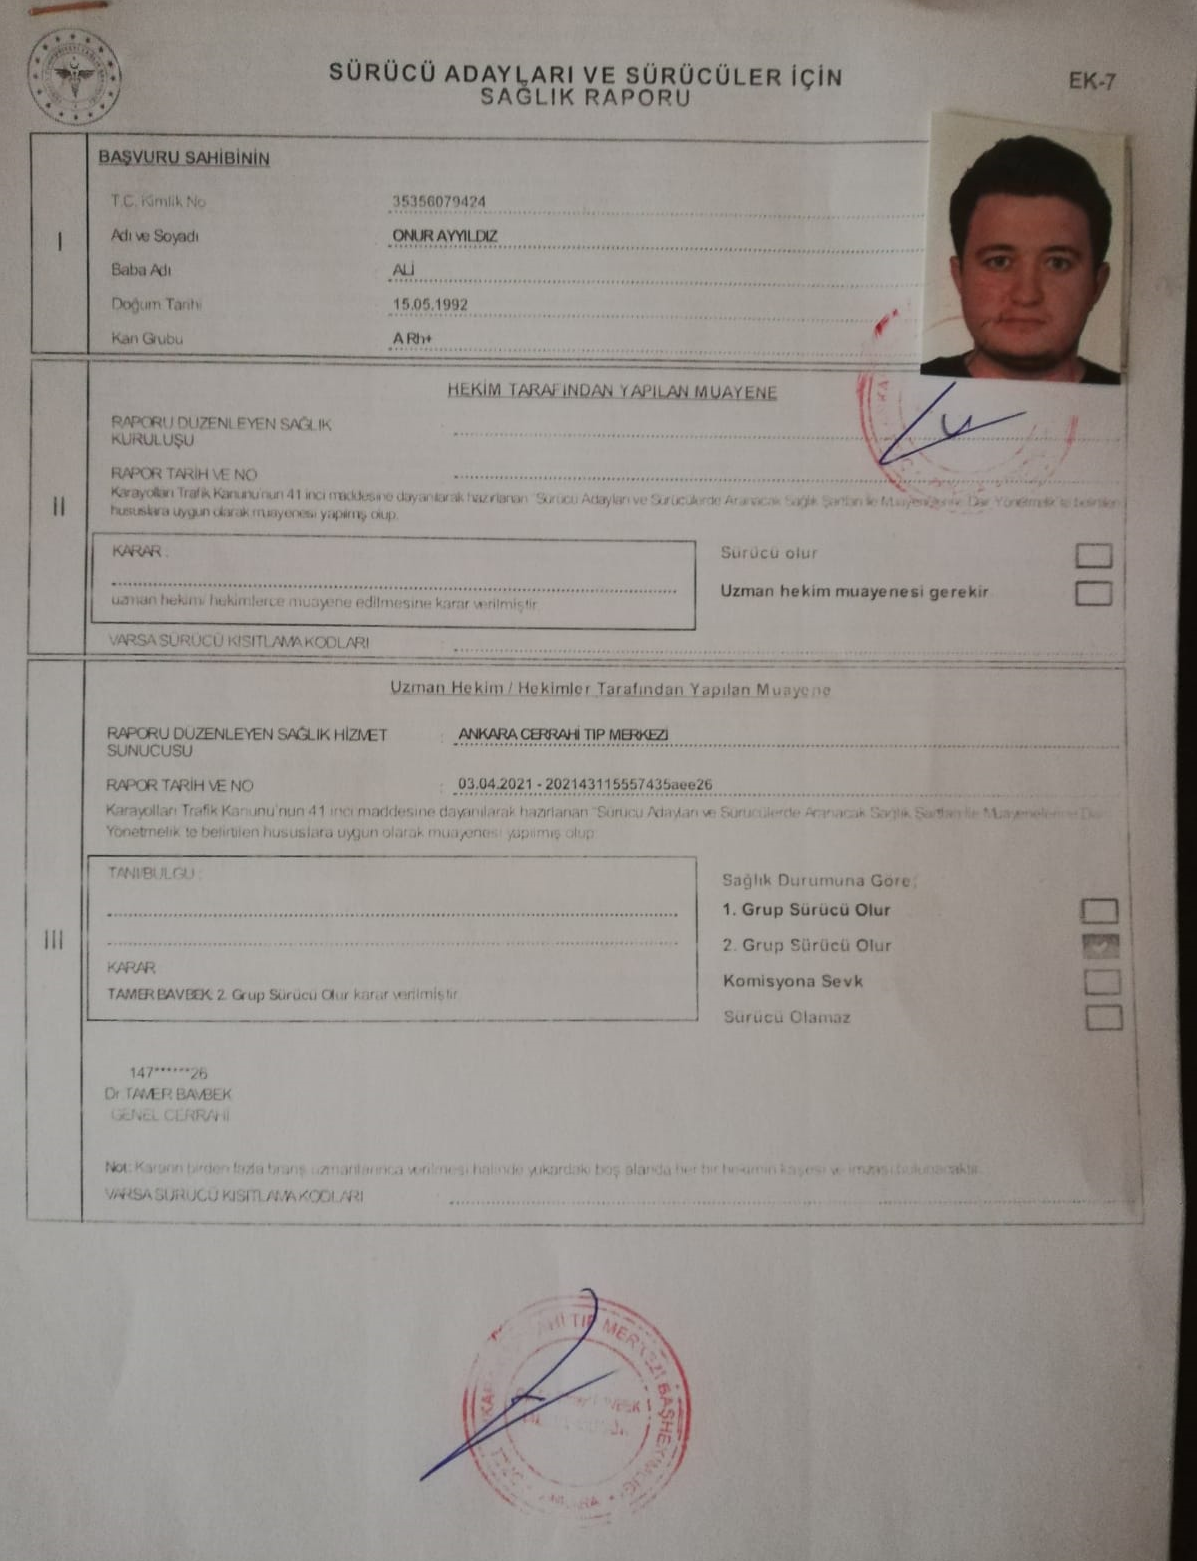 SÜRÜCÜ ADAYLARI VE SÜRÜCÜLER İÇİN
SAĞLIK RAPORU
EK-7
I
BAŞVURU SAHİBİNİN
T.C. Kimlik No 35356079424
Adı ve Soyadı ONUR AYYILDIZ
Baba Adı ALİ
Doğum Tarihi 15.05.1992
Kan Grubu A Rh+
II
HEKİM TARAFINDAN YAPILAN MUAYENE
RAPORU DÜZENLEYEN SAĞLIK
KURULUŞU
RAPOR TARİH VE NO
Karayolları Trafik Kanunu'nun 41 inci maddesine dayanılarak hazırlanan "Sürücü Adayları ve Sürücülerde Aranacak Sağlık Şartları ile Muayenelerine Dair Yönetmelik'te belirtilen
hususlara uygun olarak muayenesi yapılmış olup.
KARAR :
uzman hekim/ hekimlerce muayene edilmesine karar verilmiştir.
Sürücü olur
Uzman hekim muayenesi gerekir
VARSA SÜRÜCÜ KISITLAMA KODLARI
III
Uzman Hekim / Hekimler Tarafından Yapılan Muayene
RAPORU DÜZENLEYEN SAĞLIK HİZMET : ANKARA CERRAHİ TIP MERKEZİ
SUNUCUSU
RAPOR TARİH VE NO : 03.04.2021 - 202143115557435aee26
Karayolları Trafik Kanunu'nun 41 inci maddesine dayanılarak hazırlanan "Sürücü Adayları ve Sürücülerde Aranacak Sağlık Şartları ile Muayenelerine Dair
Yönetmelik'te belirtilen hususlara uygun olarak muayenesi yapılmış olup
TANI/BULGU :
KARAR
TAMER BAVBEK: 2. Grup Sürücü Olur karar verilmiştir.
Sağlık Durumuna Göre:
1. Grup Sürücü Olur
2. Grup Sürücü Olur
Komisyona Sevk
Sürücü Olamaz
147******26
Dr.TAMER BAVBEK
GENEL CERRAHİ
Not: Kararın birden fazla branş uzmanlarınca verilmesi halinde yukardaki boş alanda her bir hekimin kaşesi ve imzası bulunacaktır.
VARSA SÜRÜCÜ KISITLAMA KODLARI
TIP MERKEZİ BAŞHEKİMLİĞİ